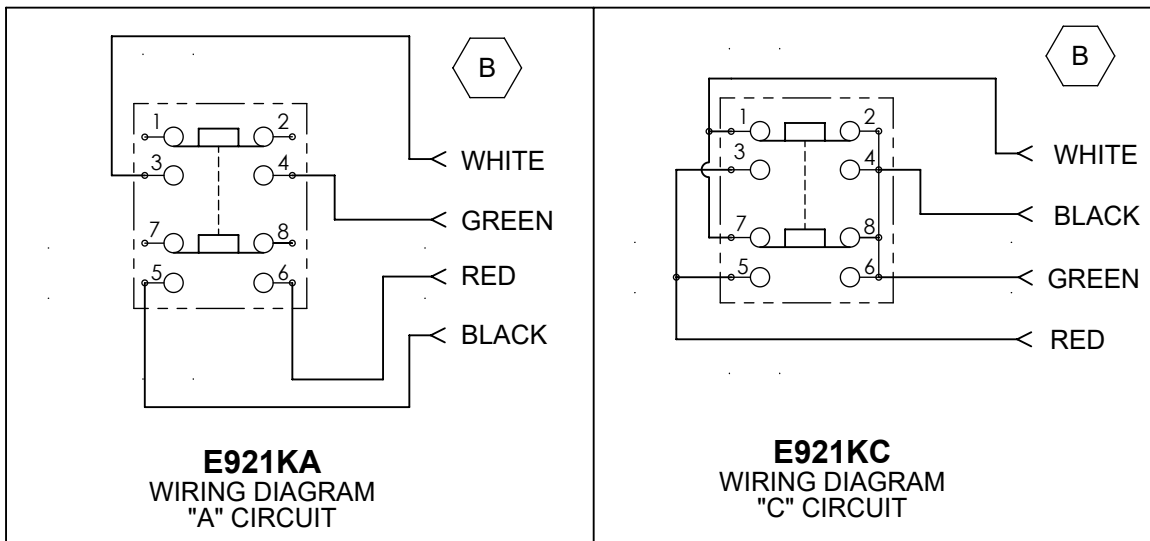 B
1 2
3 4
7 8
5 6
WHITE
GREEN
RED
BLACK
E921KA
WIRING DIAGRAM
"A" CIRCUIT
B
1 2
3 4
7 8
5 6
WHITE
BLACK
GREEN
RED
E921KC
WIRING DIAGRAM
"C" CIRCUIT